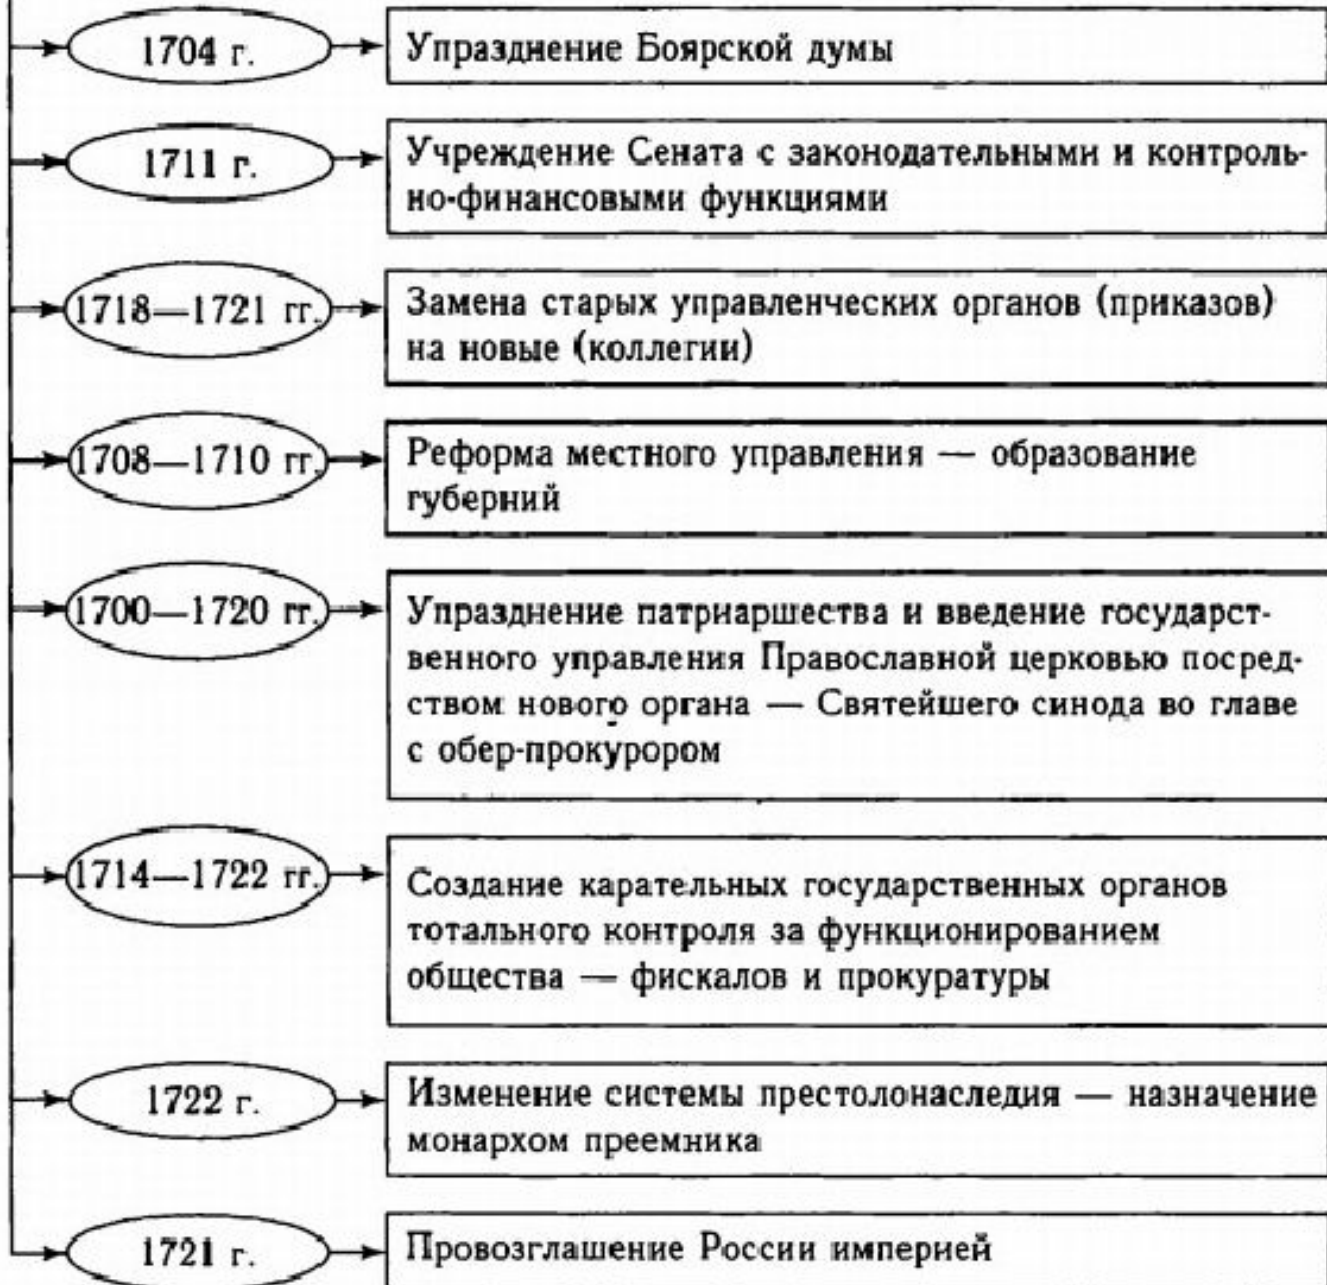 1704 г.
Упразднение Боярской думы
1711 г.
Учреждение Сената с законодательными и контроль-
но-финансовыми функциями
1718—1721 гг.
Замена старых управленческих органов (приказов)
на новые (коллегии)
1708—1710 гг.
Реформа местного управления — образование
губерний
1700—1720 гг.
Упразднение патриаршества и введение государст-
венного управления Православной церковью посред-
ством нового органа — Святейшего синода во главе
с обер-прокурором
1714—1722 гг.
Создание карательных государственных органов
тотального контроля за функционированием
общества — фискалов и прокуратуры
1722 г.
Изменение системы престолонаследия — назначение
монархом преемника
1721 г.
Провозглашение России империей